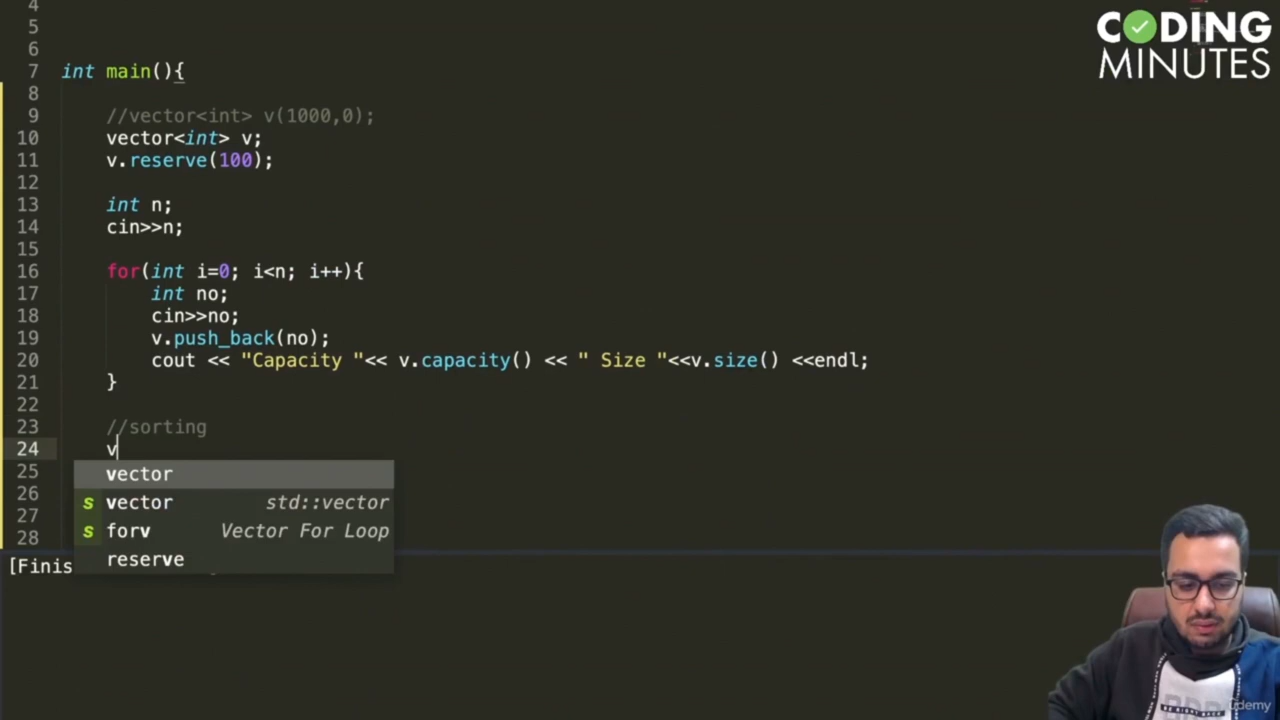 CODING
MINUTES
4
5
6
7 int main(){
8
9 //vector<int> v(1000,0);
10 vector<int> v;
11 v.reserve(100);
12
13 int n;
14 cin>>n;
15
16 for(int i=0; i<n; i++){
17 int no;
18 cin>>no;
19 v.push_back(no);
20 cout << "Capacity "<< v.capacity() << " Size "<<v.size() <<endl;
21 }
22
23 //sorting
24 v
25 vector
26 s vector std::vector
27 s forv Vector For Loop
28 reserve
[Finis
Udemy